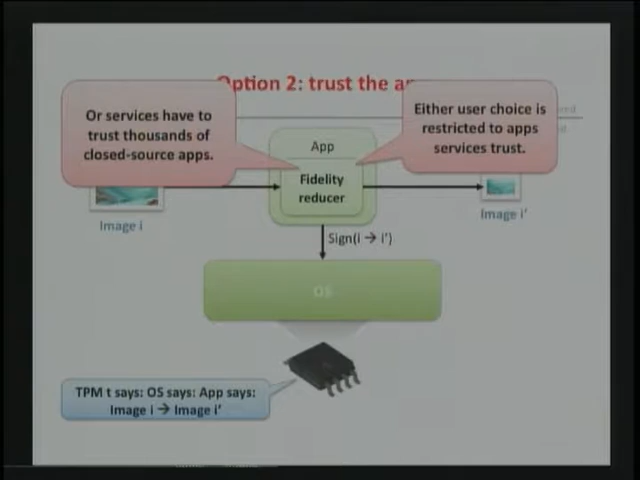 Option 2: trust the
Or services have to
trust thousands of
closed-source apps.
Either user choice is
restricted to apps
services trust.
App
Fidelity
reducer
Image i
Image i’
Sign(i → i’)
OS
TPM t says: OS says: App says:
Image i → Image i’